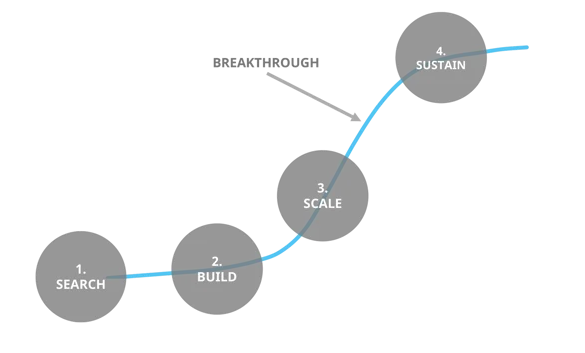 BREAKTHROUGH
4.
SUSTAIN
3.
SCALE
2.
BUILD
1.
SEARCH